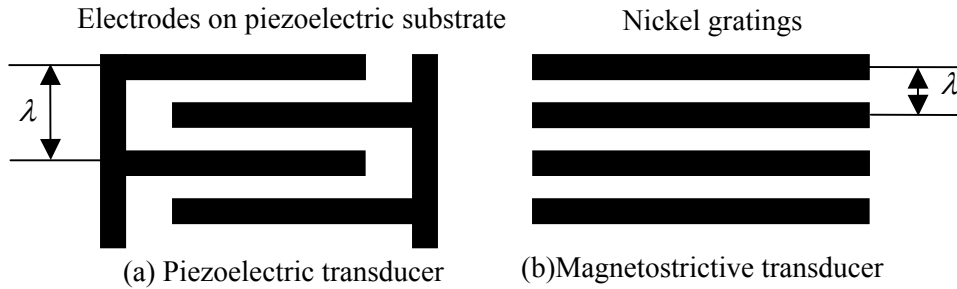 Electrodes on piezoelectric substrate
Nickel gratings
λ
λ
(a) Piezoelectric transducer
(b)Magnetostrictive transducer